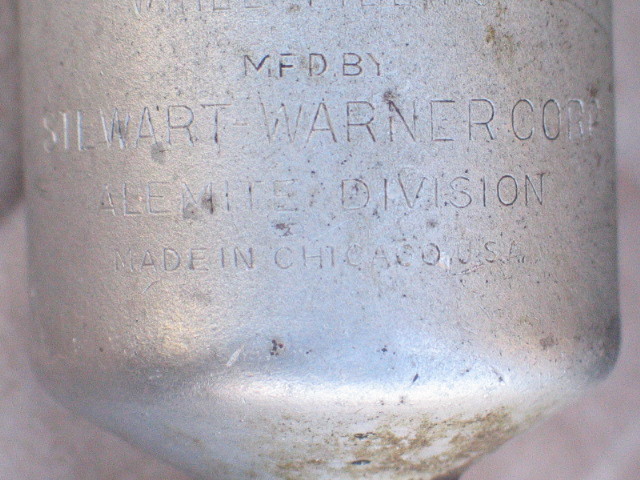 MFD. BY
STEWART-WARNER CORP.
ALEMITE DIVISION
MADE IN CHICAGO, U.S.A.